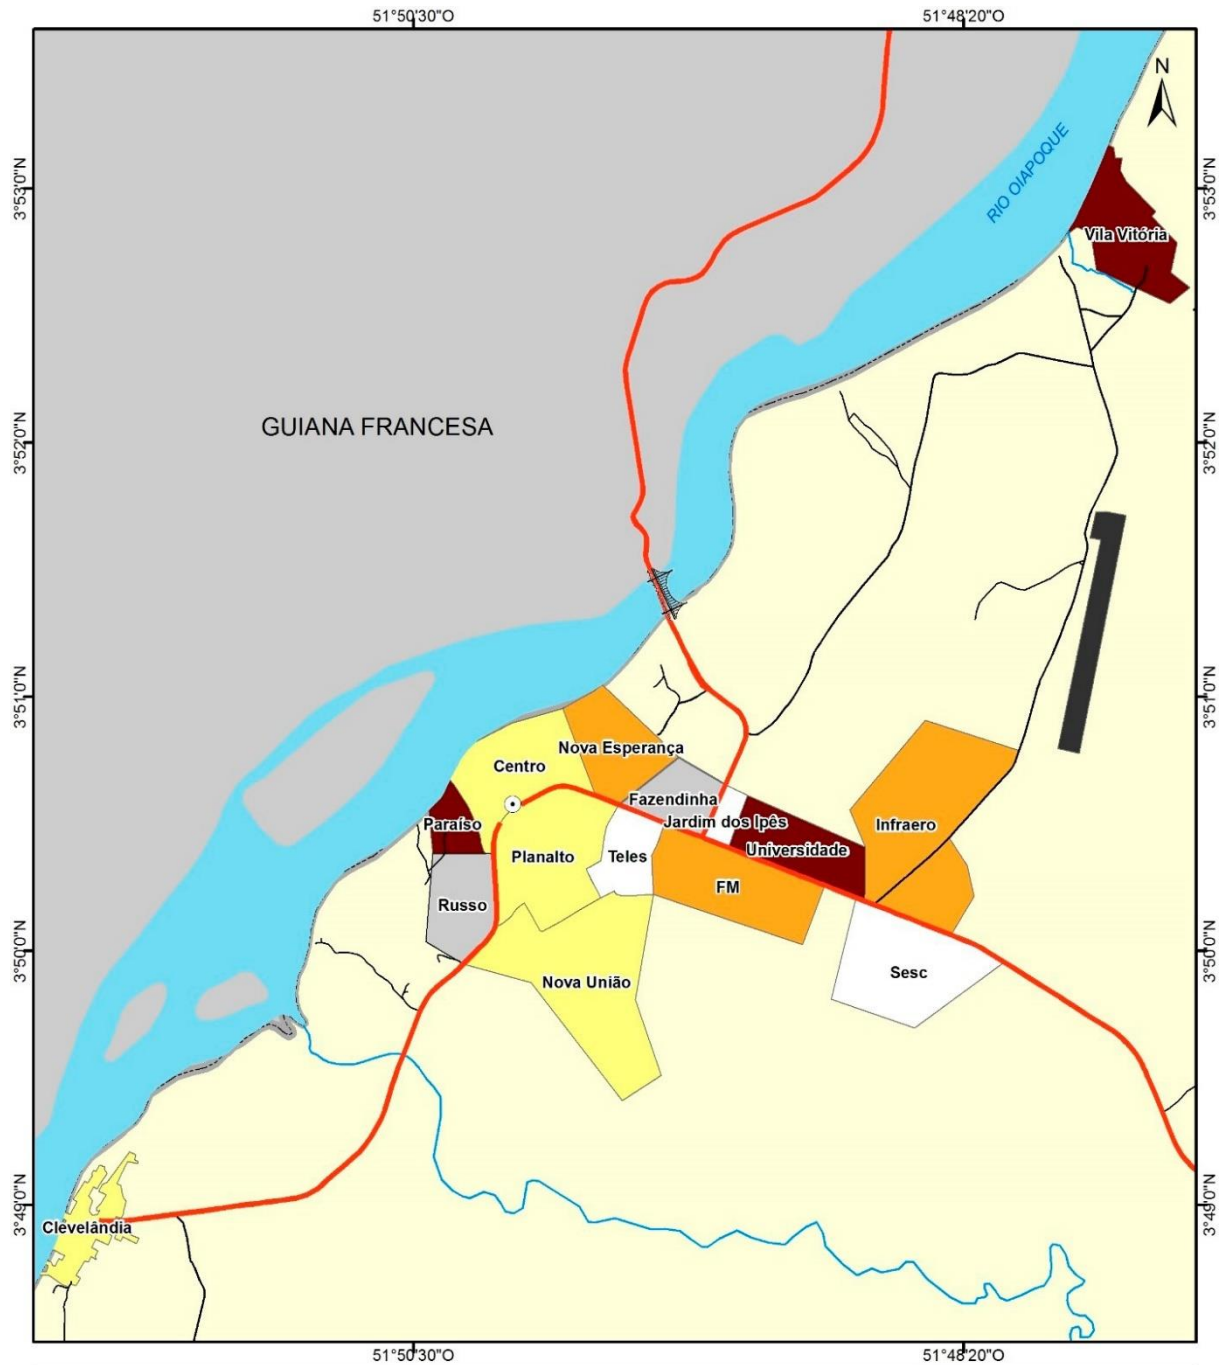 51°50'30"O
51°48'20"O
N
3°53'0"N
3°53'0"N
RIO OIAPOQUE
Vila Vitória
GUIANA FRANCESA
3°52'0"N
3°52'0"N
3°51'0"N
3°51'0"N
Nova Esperança
Centro
Fazendinha
Jardim dos Ipês
Paraíso
Infraero
Universidade
Planalto
Teles
FM
Russo
3°50'0"N
3°50'0"N
Sesc
Nova União
3°49'0"N
3°49'0"N
Clevelândia
51°50'30"O
51°48'20"O